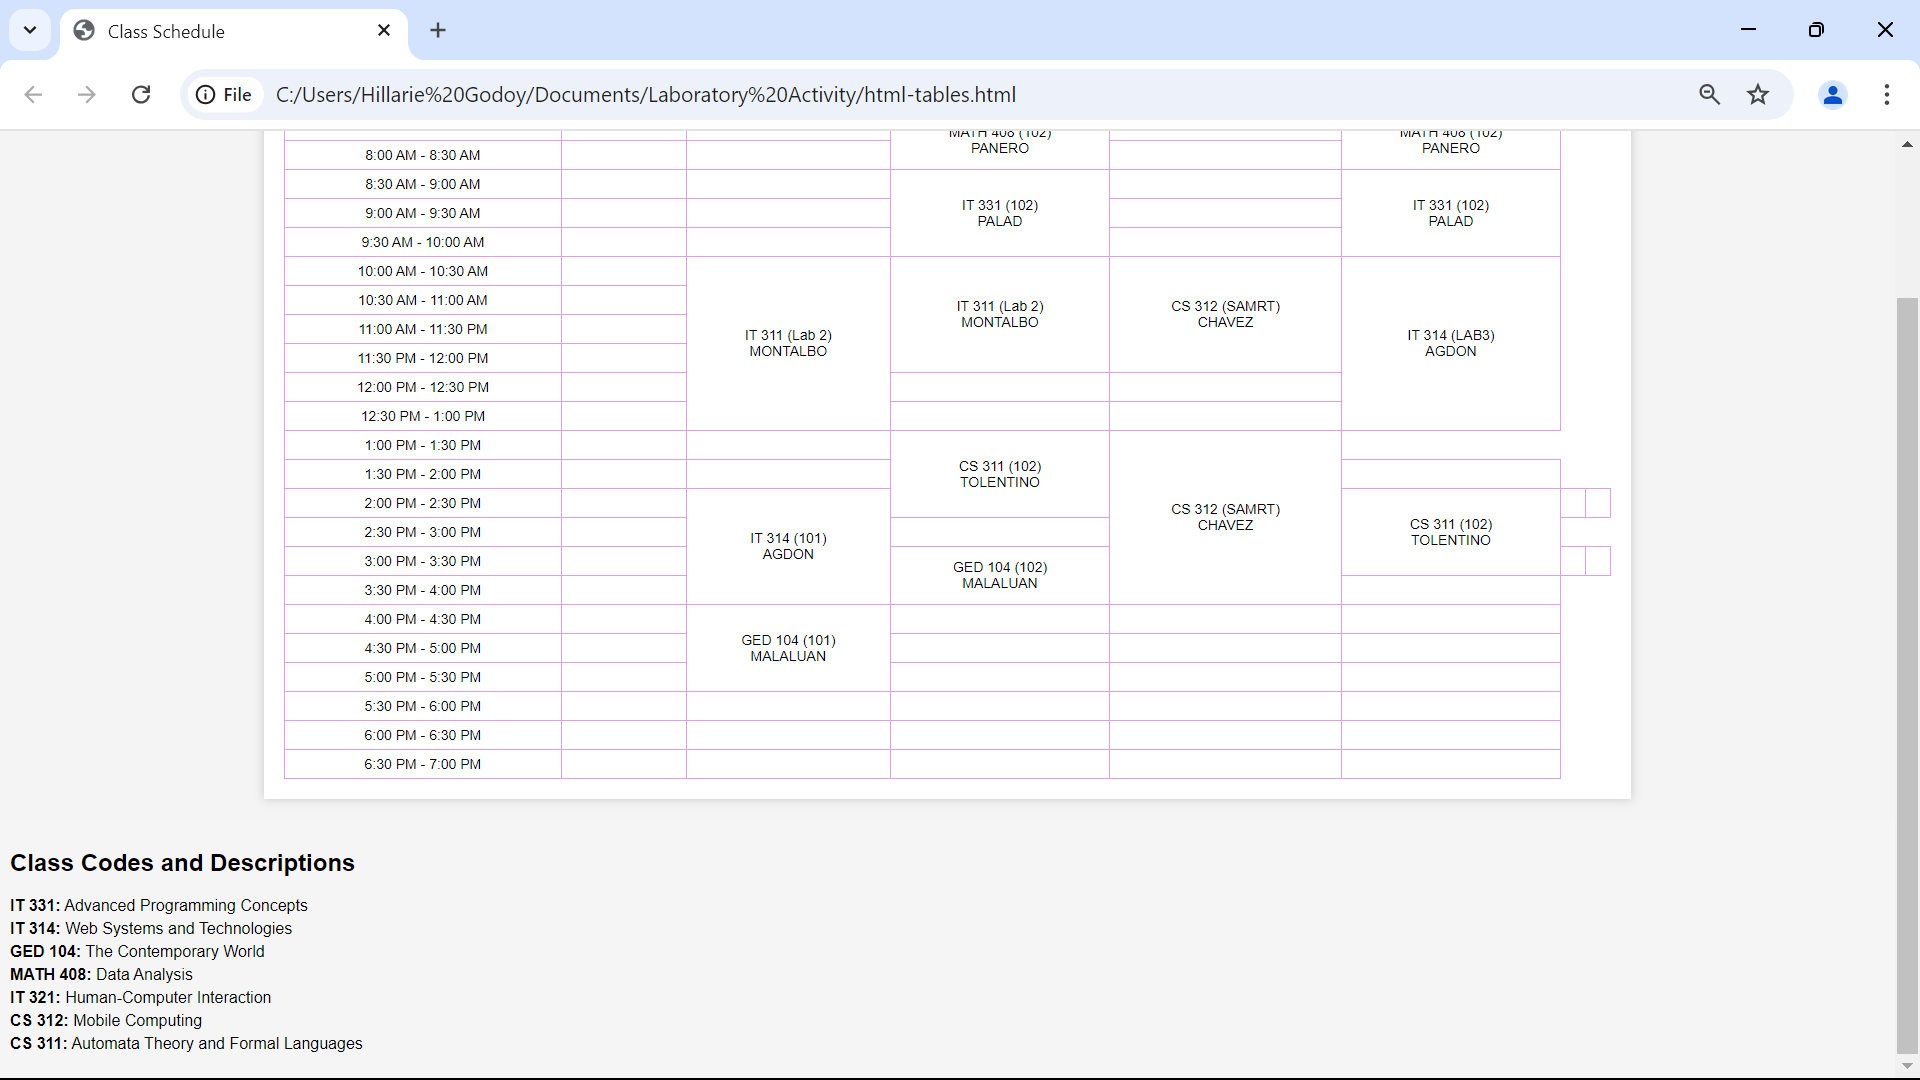 Class Schedule
File
C:/Users/Hillarie%20Godoy/Documents/Laboratory%20Activity/html-tables.html
MATH 408 (102)
PANERO
MATH 408 (102)
PANERO
8:00 AM - 8:30 AM
8:30 AM - 9:00 AM
IT 331 (102)
PALAD
IT 331 (102)
PALAD
9:00 AM - 9:30 AM
9:30 AM - 10:00 AM
10:00 AM - 10:30 AM
IT 311 (Lab 2)
MONTALBO
IT 311 (Lab 2)
MONTALBO
CS 312 (SAMRT)
CHAVEZ
IT 314 (LAB3)
AGDON
10:30 AM - 11:00 AM
11:00 AM - 11:30 PM
11:30 PM - 12:00 PM
12:00 PM - 12:30 PM
12:30 PM - 1:00 PM
1:00 PM - 1:30 PM
CS 311 (102)
TOLENTINO
CS 312 (SAMRT)
CHAVEZ
1:30 PM - 2:00 PM
2:00 PM - 2:30 PM
IT 314 (101)
AGDON
CS 311 (102)
TOLENTINO
2:30 PM - 3:00 PM
3:00 PM - 3:30 PM
GED 104 (102)
MALALUAN
3:30 PM - 4:00 PM
4:00 PM - 4:30 PM
GED 104 (101)
MALALUAN
4:30 PM - 5:00 PM
5:00 PM - 5:30 PM
5:30 PM - 6:00 PM
6:00 PM - 6:30 PM
6:30 PM - 7:00 PM
Class Codes and Descriptions
IT 331: Advanced Programming Concepts
IT 314: Web Systems and Technologies
GED 104: The Contemporary World
MATH 408: Data Analysis
IT 321: Human-Computer Interaction
CS 312: Mobile Computing
CS 311: Automata Theory and Formal Languages